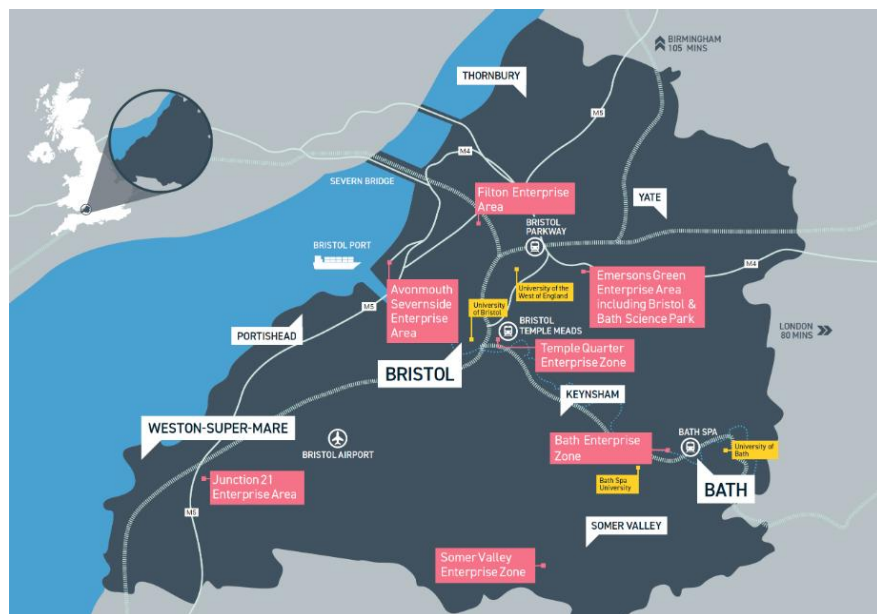 BIRMINGHAM
105 MINS
THORNBURY
M5
M4
SEVERN BRIDGE
Filton Enterprise
Area
YATE
BRISTOL
PARKWAY
BRISTOL PORT
M4
Avonmouth
Severnside
Enterprise
Area
University of the
West of England
Emersons Green
Enterprise Area
including Bristol &
Bath Science Park
University
of Bristol
M5
BRISTOL
TEMPLE MEADS
LONDON
80 MINS
PORTISHEAD
Temple Quarter
Enterprise Zone
BRISTOL
KEYNSHAM
WESTON-SUPER-MARE
BRISTOL AIRPORT
BATH SPA
Bath Enterprise
Zone
University of
Bath
Junction 21
Enterprise Area
Bath Spa
University
BATH
M5
SOMER VALLEY
Somer Valley
Enterprise Zone